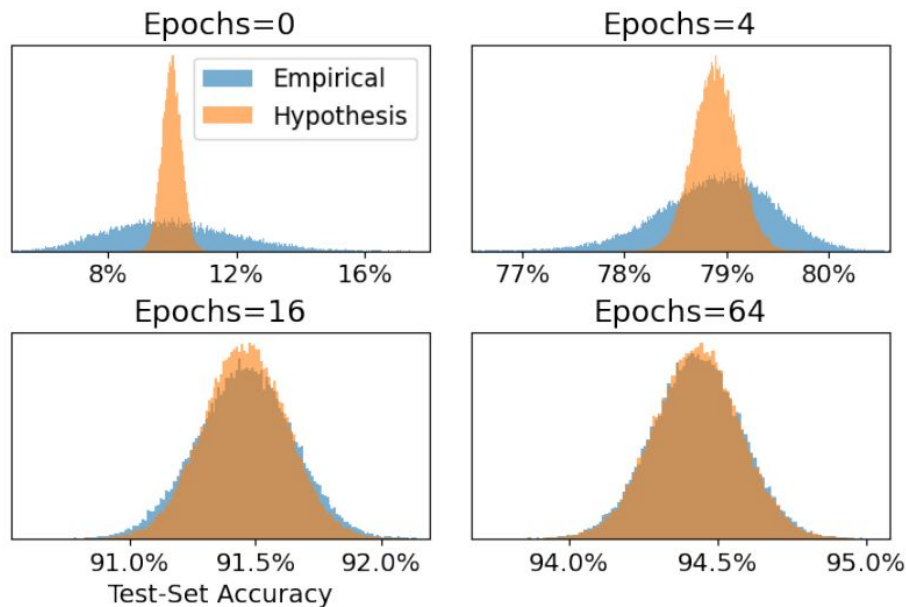 Epochs=0
Empirical
Hypothesis
8% 12% 16%
Epochs=4
77% 78% 79% 80%
Epochs=16
91.0% 91.5% 92.0%
Test-Set Accuracy
Epochs=64
94.0% 94.5% 95.0%